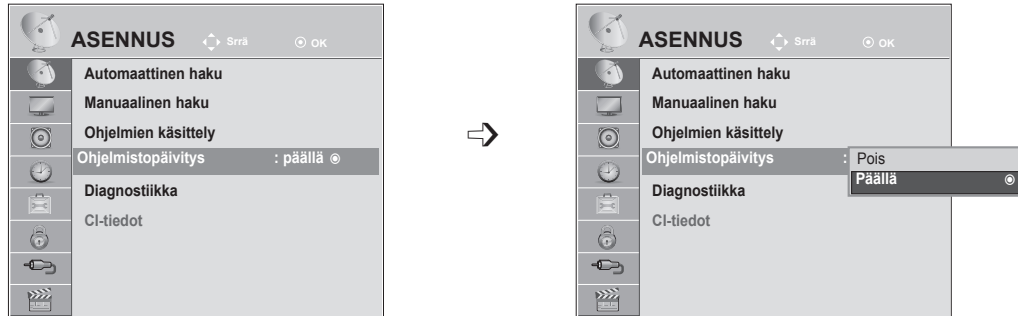 ASENNUS Srrä OK
Automaattinen haku
Manuaalinen haku
Ohjelmien käsittely
Ohjelmistopäivitys : päällä
Diagnostiikka
CI-tiedot
ASENNUS Srrä OK
Automaattinen haku
Manuaalinen haku
Ohjelmien käsittely
Ohjelmistopäivitys :
Pois
Päällä
Diagnostiikka
CI-tiedot